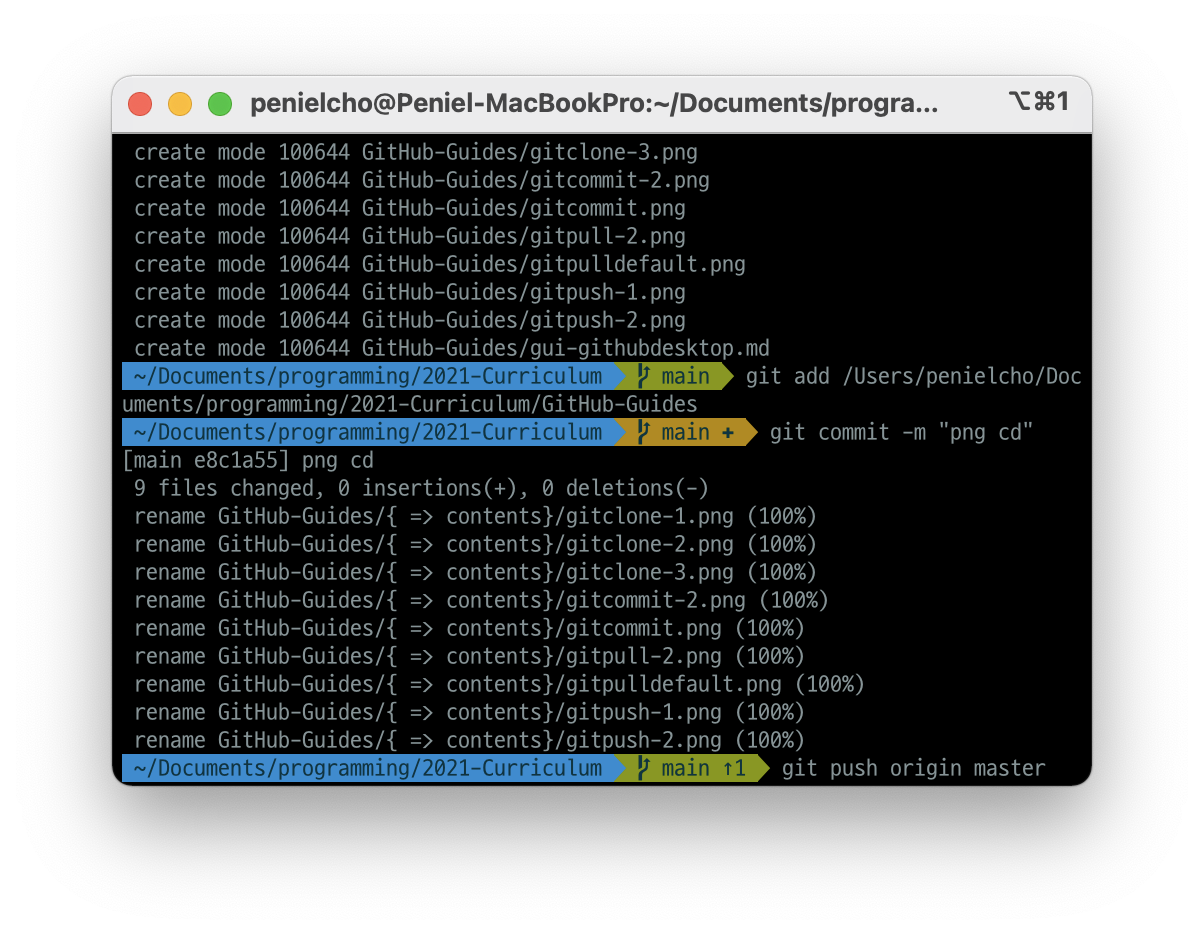 penielcho@Peniel-MacBookPro:~/Documents/progra... ⌥⌘1
create mode 100644 GitHub-Guides/gitclone-3.png
create mode 100644 GitHub-Guides/gitcommit-2.png
create mode 100644 GitHub-Guides/gitcommit.png
create mode 100644 GitHub-Guides/gitpull-2.png
create mode 100644 GitHub-Guides/gitpulldefault.png
create mode 100644 GitHub-Guides/gitpush-1.png
create mode 100644 GitHub-Guides/gitpush-2.png
create mode 100644 GitHub-Guides/gui-githubdesktop.md
~/Documents/programming/2021-Curriculum main git add /Users/penielcho/Doc
uments/programming/2021-Curriculum/GitHub-Guides
~/Documents/programming/2021-Curriculum main + git commit -m "png cd"
[main e8c1a55] png cd
9 files changed, 0 insertions(+), 0 deletions(-)
rename GitHub-Guides/{ => contents}/gitclone-1.png (100%)
rename GitHub-Guides/{ => contents}/gitclone-2.png (100%)
rename GitHub-Guides/{ => contents}/gitclone-3.png (100%)
rename GitHub-Guides/{ => contents}/gitcommit-2.png (100%)
rename GitHub-Guides/{ => contents}/gitcommit.png (100%)
rename GitHub-Guides/{ => contents}/gitpull-2.png (100%)
rename GitHub-Guides/{ => contents}/gitpulldefault.png (100%)
rename GitHub-Guides/{ => contents}/gitpush-1.png (100%)
rename GitHub-Guides/{ => contents}/gitpush-2.png (100%)
~/Documents/programming/2021-Curriculum main ↑1 git push origin master